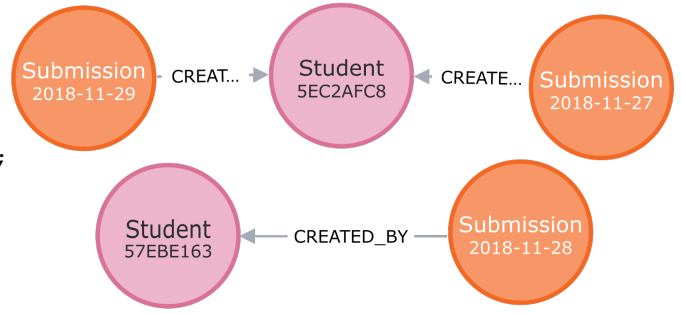 Submission
2018-11-29
CREAT...
Student
5EC2AFC8
CREATE...
Submission
2018-11-27
;
Student
57EBE163
CREATED_BY
Submission
2018-11-28